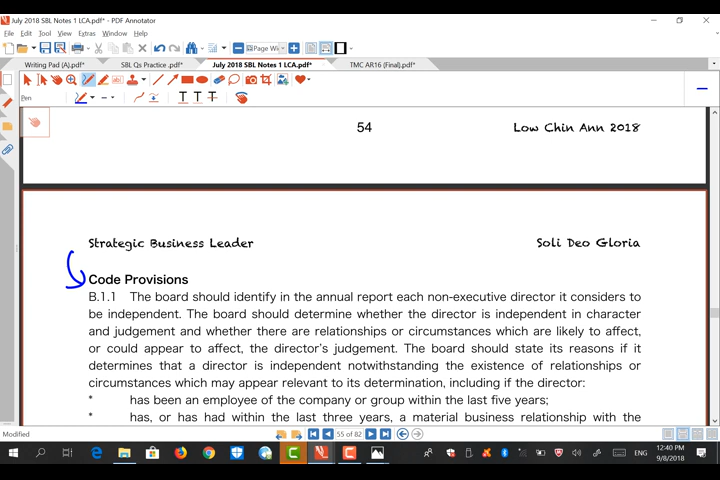 July 2018 SBL Notes 1 LCA.pdf* - PDF Annotator
File Edit Tool View Extras Window Help
Page Wi
Writing Pad (A).pdf* SBL Qs Practice .pdf* July 2018 SBL Notes 1 LCA.pdf* TMC AR16 (Final).pdf*
Pen
54 Low Chin Ann 2018
Strategic Business Leader Soli Deo Gloria
Code Provisions
B.1.1 The board should identify in the annual report each non-executive director it considers to
be independent. The board should determine whether the director is independent in character
and judgement and whether there are relationships or circumstances which are likely to affect,
or could appear to affect, the director's judgement. The board should state its reasons if it
determines that a director is independent notwithstanding the existence of relationships or
circumstances which may appear relevant to its determination, including if the director:
* has been an employee of the company or group within the last five years;
* has, or has had within the last three years, a material business relationship with the
Modified
55 of 82
ENG
12:40 PM
9/8/2018